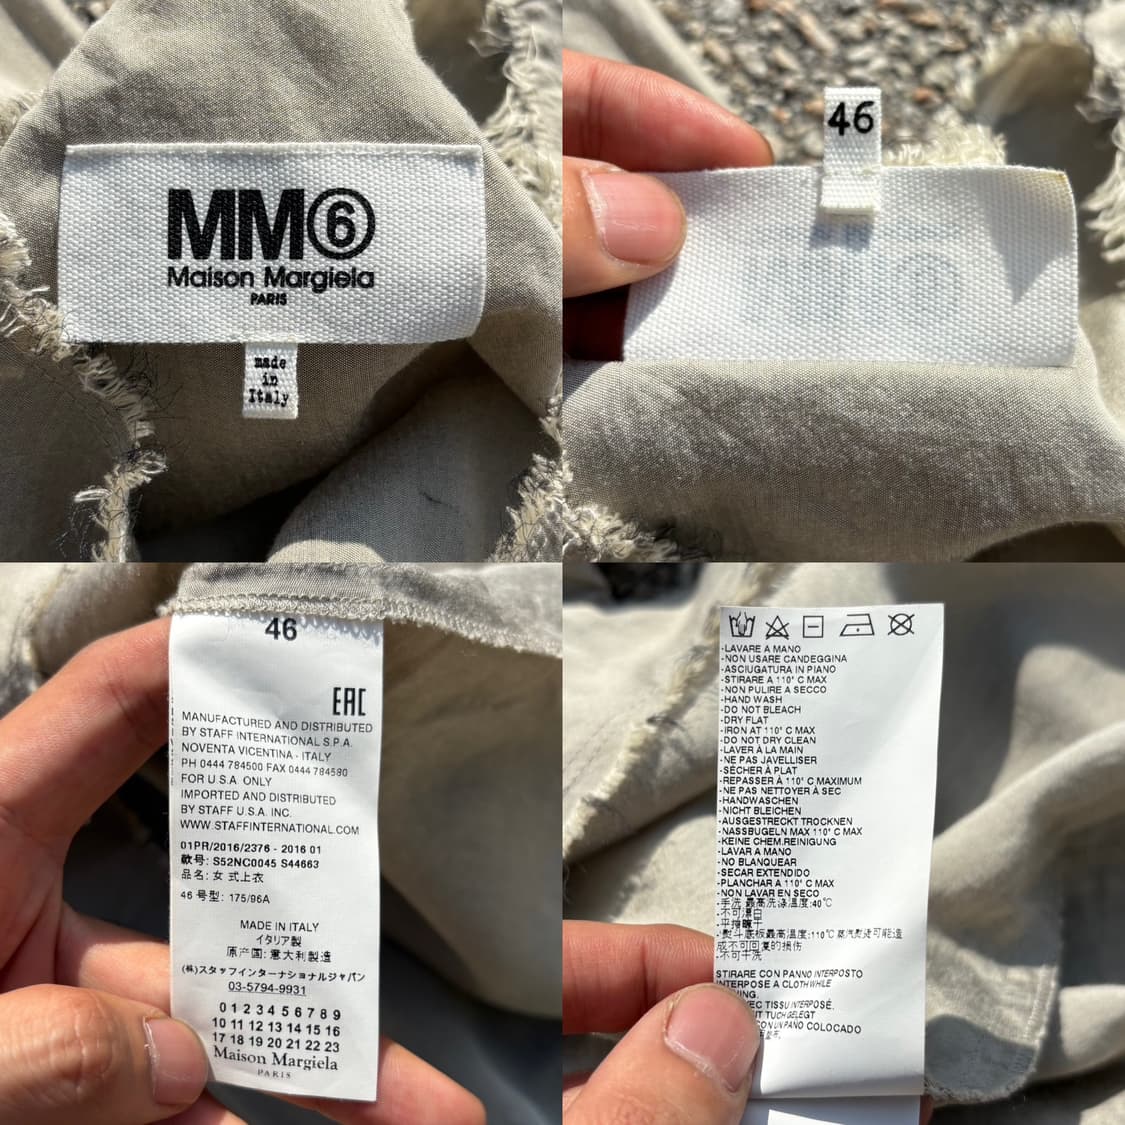 MM6
Maison Margiela
PARIS
made
in
Italy
46
46
EAC
MANUFACTURED AND DISTRIBUTED
BY STAFF INTERNATIONAL S.P.A.
NOVENTA VICENTINA - ITALY
PH 0444 784500 FAX 0444 784580
FOR U.S.A. ONLY
IMPORTED AND DISTRIBUTED
BY STAFF U.S.A. INC.
WWW.STAFFINTERNATIONAL.COM
01PR/2016/2376 - 2016 01
款号: S52NC0045 S44663
品名: 女式上衣
46 号型: 175/96A
MADE IN ITALY
イタリア製
原产国: 意大利製造
(株)スタッフインターナショナルジャパン
03-5794-9931
0 1 2 3 4 5 6 7 8 9
10 11 12 13 14 15 16
17 18 19 20 21 22 23
Maison Margiela
PARIS
-LAVARE A MANO
-NON USARE CANDEGGINA
-ASCIUGATURA IN PIANO
-STIRARE A 110° C MAX
-NON PULIRE A SECCO
-HAND WASH
-DO NOT BLEACH
-DRY FLAT
-IRON AT 110° C MAX
-DO NOT DRY CLEAN
-LAVER À LA MAIN
-NE PAS JAVELLISER
-SÉCHER À PLAT
-REPASSER À 110° C MAXIMUM
-NE PAS NETTOYER À SEC
-HANDWASCHEN
-NICHT BLEICHEN
-AUSGESTRECKT TROCKNEN
-NASSBUGELN MAX 110° C MAX
-KEINE CHEM.REINIGUNG
-LAVAR A MANO
-NO BLANQUEAR
-SECAR EXTENDIDO
-PLANCHAR A 110° C MAX
-NON LAVAR EN SECO
-手洗 最高洗涤温度:40℃
-不可漂白
-平摊晾干
-熨斗底板最高温度:110℃ 蒸汽熨烫可能造
成不可回复的损伤
-不可干洗
STIRARE CON PANNO INTERPOSTO
INTERPOSE A CLOTH WHILE
TISSU INTERPOSÉ.
TUCH GELEGT
CON UN PANO COLOCADO